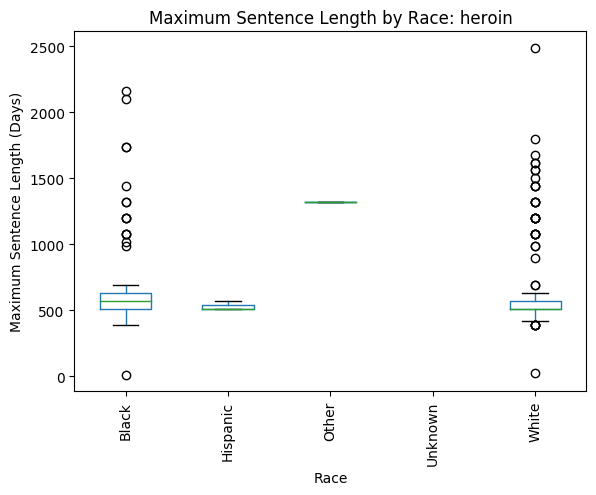 Maximum Sentence Length by Race: heroin
2500
2000
1500
1000
500
0
Maximum Sentence Length (Days)
Black
Hispanic
Other
Unknown
White
Race